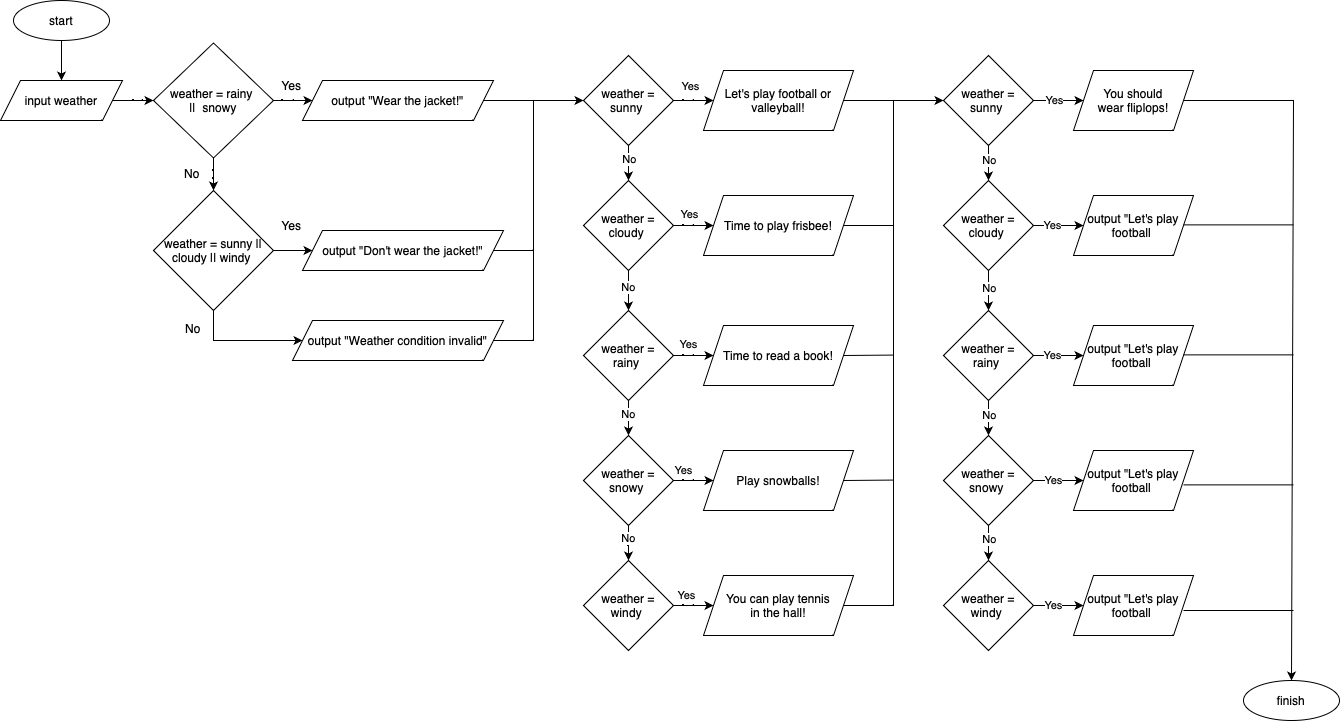 start
input weather
weather = rainy
|| snowy
Yes
output "Wear the jacket!"
No
weather = sunny ||
cloudy || windy
Yes
output "Don't wear the jacket!"
No
output "Weather condition invalid"
weather =
sunny
Yes
Let's play football or
valleyball!
No
weather =
cloudy
Yes
Time to play frisbee!
No
weather =
rainy
Yes
Time to read a book!
No
weather =
snowy
Yes
Play snowballs!
No
weather =
windy
Yes
You can play tennis
in the hall!
weather =
sunny
Yes
You should
wear fliplops!
No
weather =
cloudy
Yes
output "Let's play
football
No
weather =
rainy
Yes
output "Let's play
football
No
weather =
snowy
Yes
output "Let's play
football
No
weather =
windy
Yes
output "Let's play
football
finish